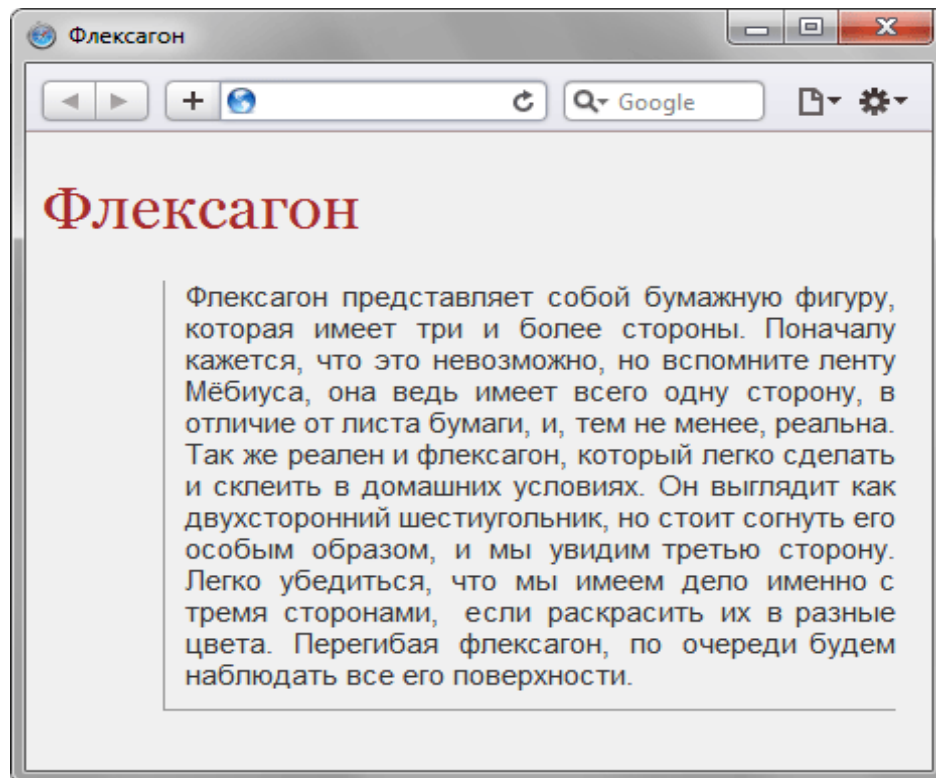 Флексагон
Google
Флексагон
Флексагон представляет собой бумажную фигуру,
которая имеет три и более стороны. Поначалу
кажется, что это невозможно, но вспомните ленту
Мёбиуса, она ведь имеет всего одну сторону, в
отличие от листа бумаги, и, тем не менее, реальна.
Так же реален и флексагон, который легко сделать
и склеить в домашних условиях. Он выглядит как
двухсторонний шестиугольник, но стоит согнуть его
особым образом, и мы увидим третью сторону.
Легко убедиться, что мы имеем дело именно с
тремя сторонами, если раскрасить их в разные
цвета. Перегибая флексагон, по очереди будем
наблюдать все его поверхности.